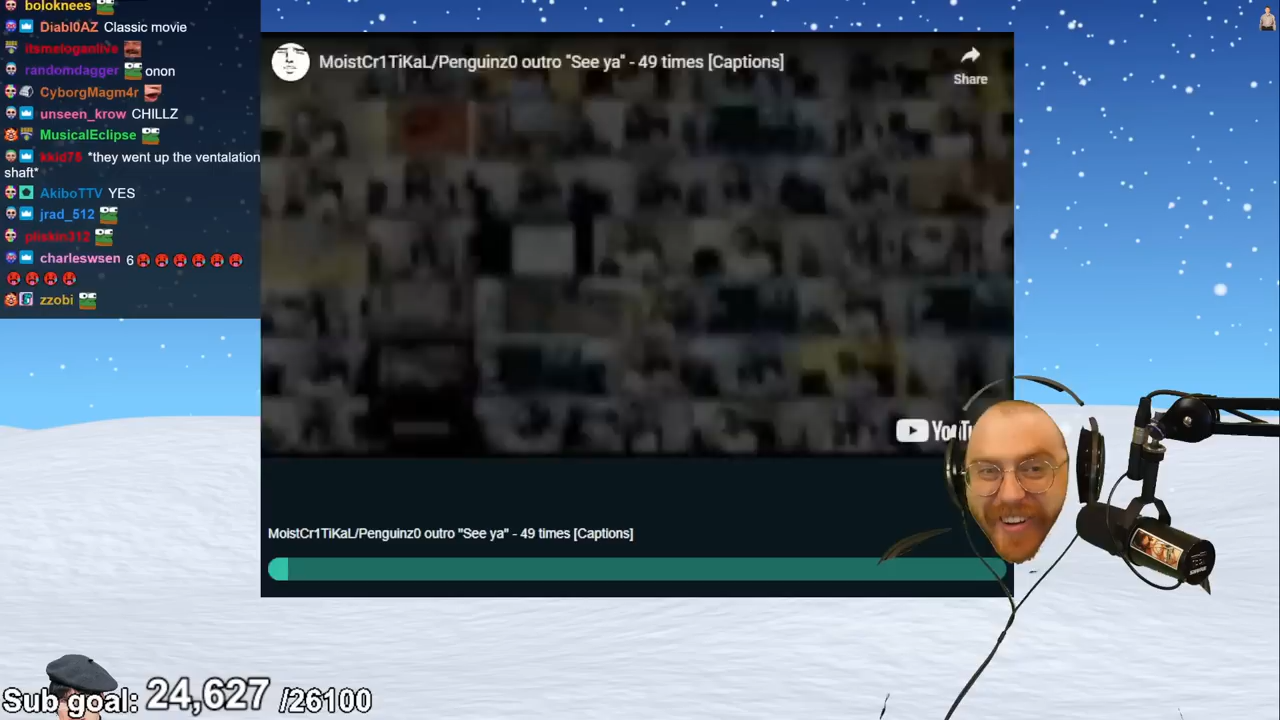 boloknees
Diabl0AZ Classic movie
itsmeloganlive
randomdagger onon
CyborgMagm4r
unseen_krow CHILLZ
MusicalEclipse
kkid75 *they went up the ventalation
shaft*
AkiboTTV YES
jrad_512
pliskin312
charleswsen 6
zzobi
MoistCr1TiKaL/Penguinz0 outro "See ya" - 49 times [Captions]
Share
MoistCr1TiKaL/Penguinz0 outro "See ya" - 49 times [Captions]
Sub goal: 24,627 /26100